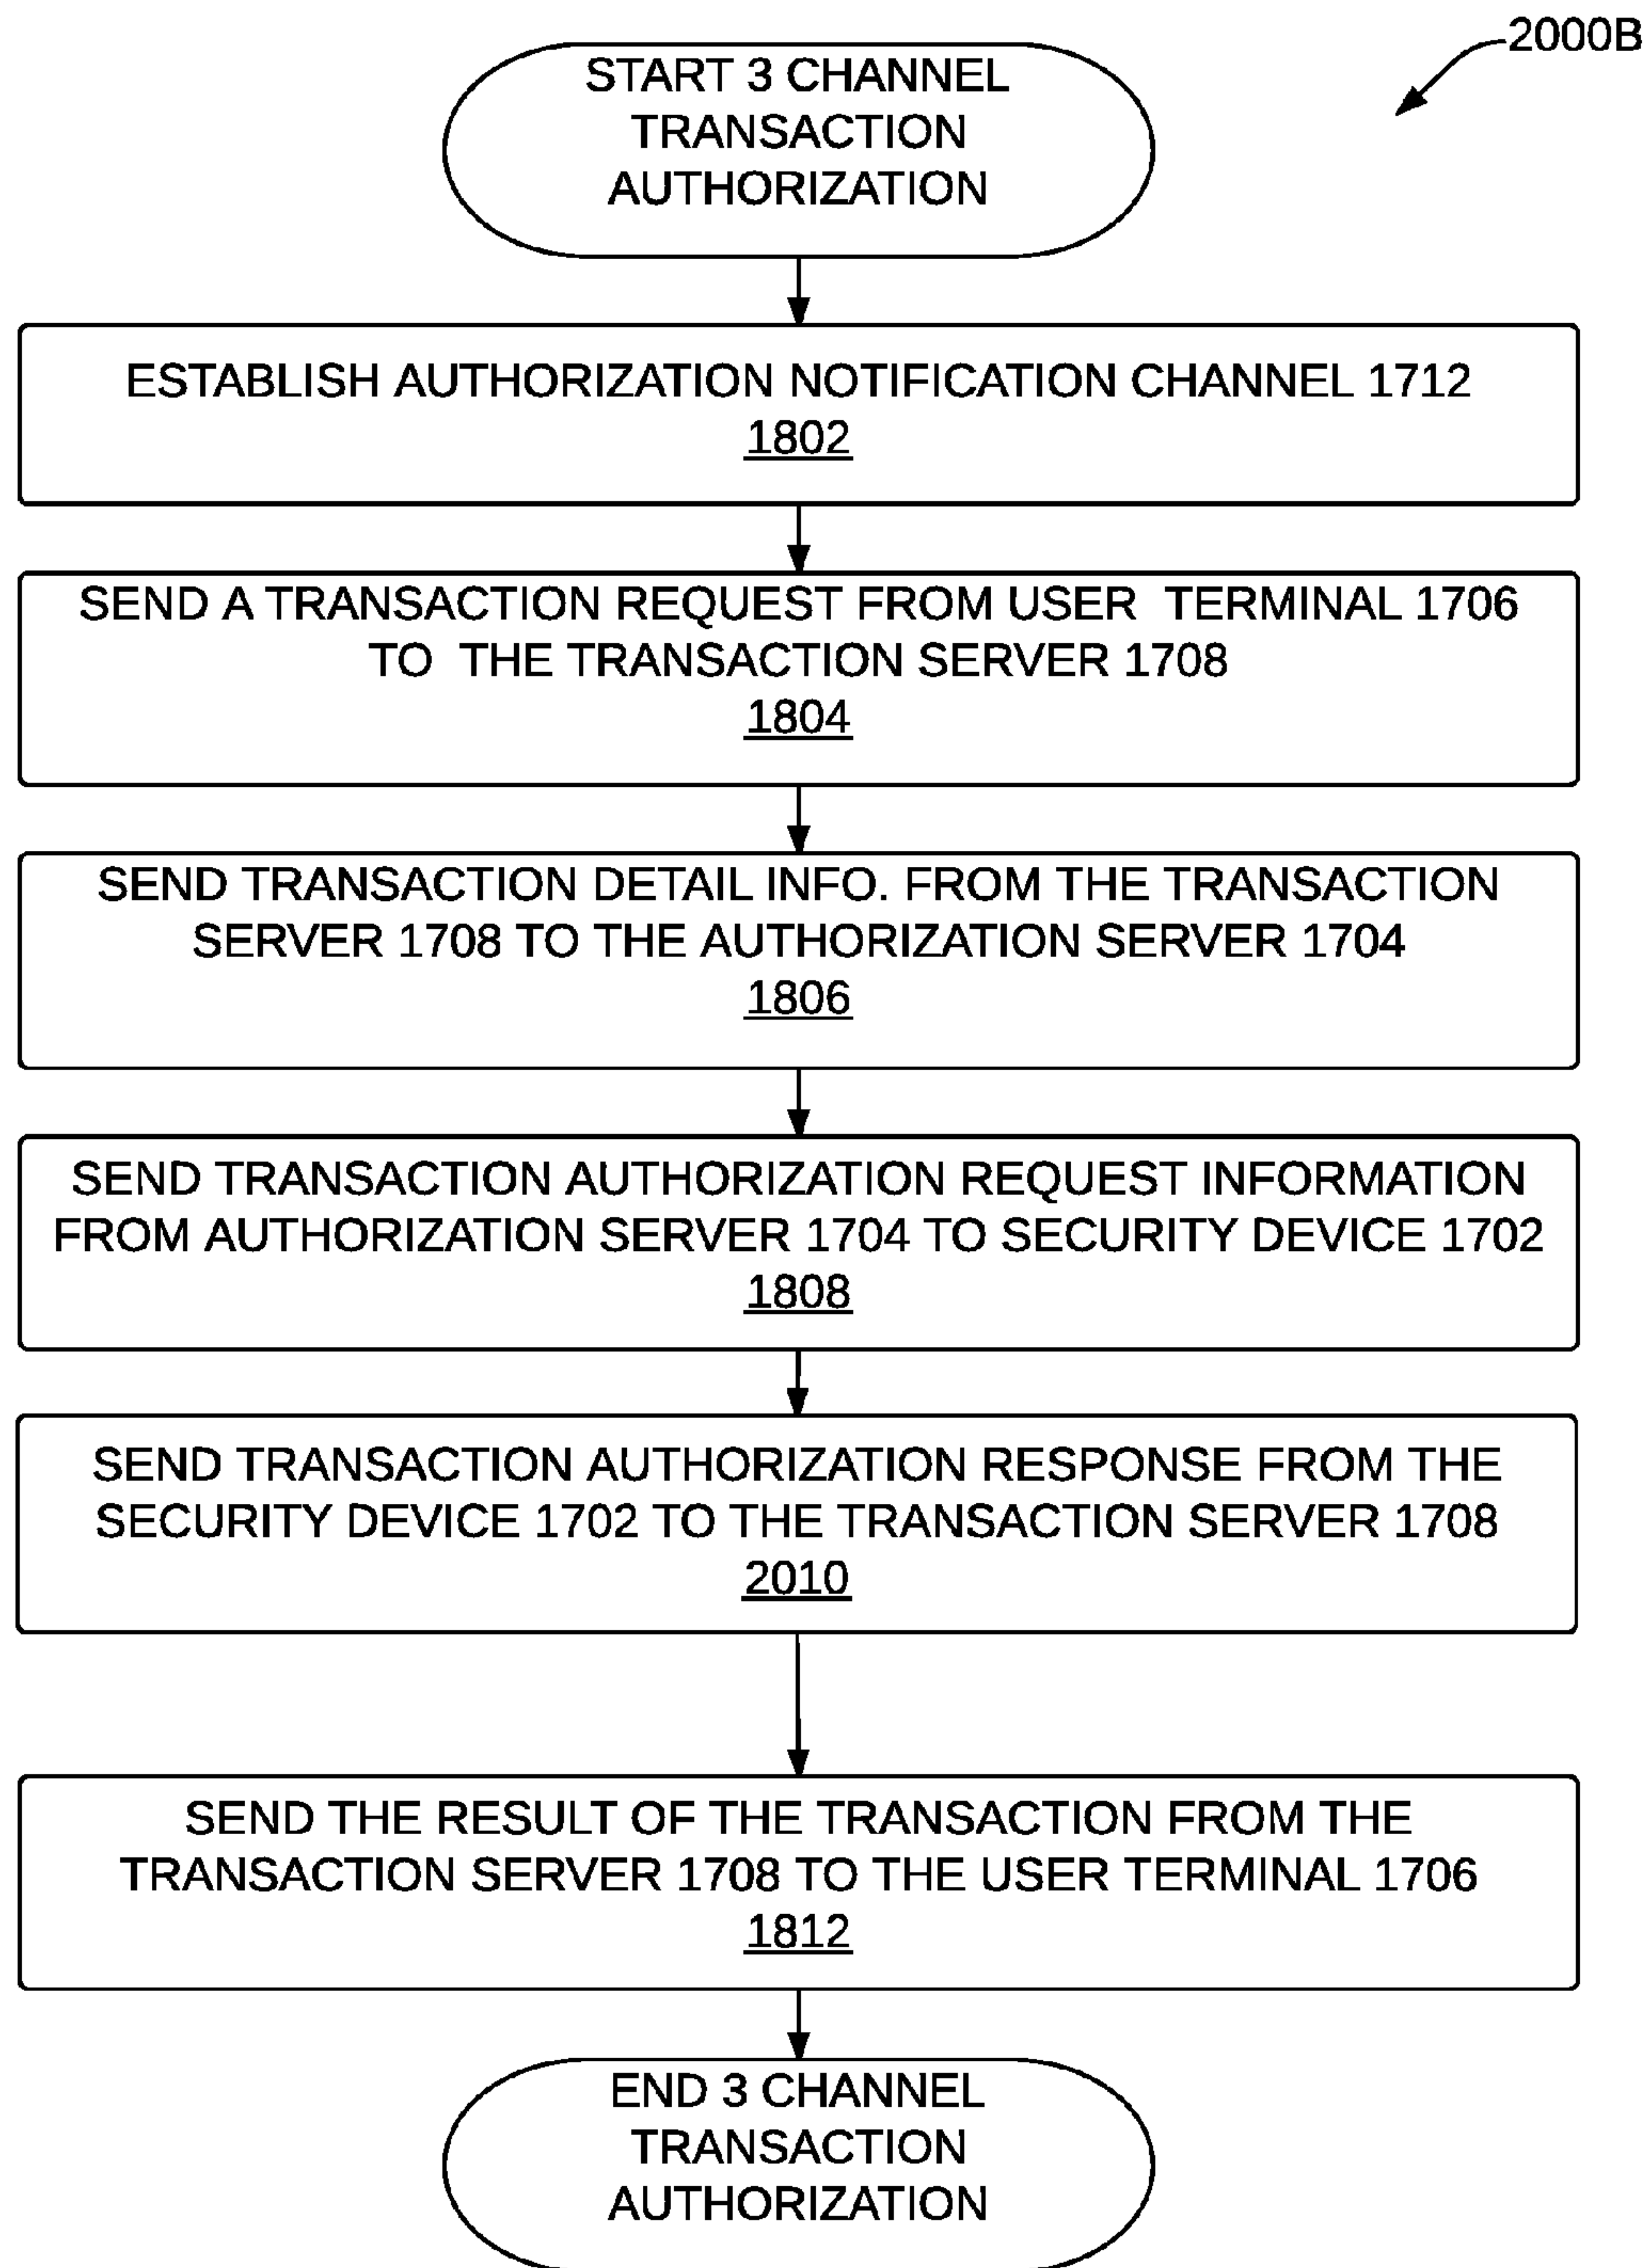 2000B
START 3 CHANNEL
TRANSACTION
AUTHORIZATION
ESTABLISH AUTHORIZATION NOTIFICATION CHANNEL 1712
1802
SEND A TRANSACTION REQUEST FROM USER TERMINAL 1706
TO THE TRANSACTION SERVER 1708
1804
SEND TRANSACTION DETAIL INFO. FROM THE TRANSACTION
SERVER 1708 TO THE AUTHORIZATION SERVER 1704
1806
SEND TRANSACTION AUTHORIZATION REQUEST INFORMATION
FROM AUTHORIZATION SERVER 1704 TO SECURITY DEVICE 1702
1808
SEND TRANSACTION AUTHORIZATION RESPONSE FROM THE
SECURITY DEVICE 1702 TO THE TRANSACTION SERVER 1708
2010
SEND THE RESULT OF THE TRANSACTION FROM THE
TRANSACTION SERVER 1708 TO THE USER TERMINAL 1706
1812
END 3 CHANNEL
TRANSACTION
AUTHORIZATION